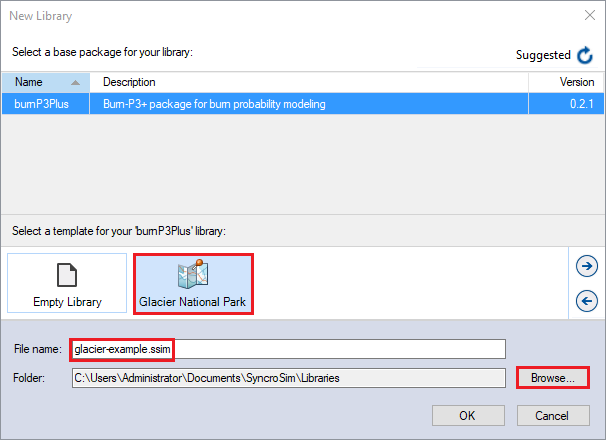 New Library
Select a base package for your library:
Suggested
Name Description Version
burnP3Plus Burn-P3+ package for burn probability modeling 0.2.1
Select a template for your 'burnP3Plus' library:
Empty Library Glacier National Park
File name: glacier-example.ssim
Folder: C:\Users\Administrator\Documents\SyncroSim\Libraries Browse...
OK Cancel